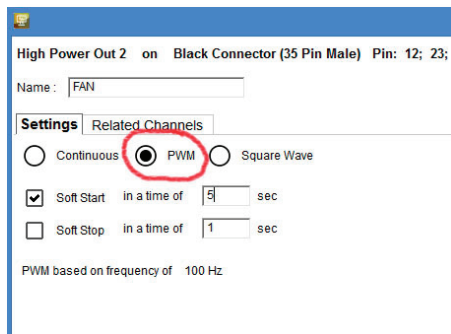 High Power Out 2 on Black Connector (35 Pin Male) Pin: 12; 23;
Name : FAN
Settings Related Channels
Continuous PWM Square Wave
Soft Start in a time of 5 sec
Soft Stop in a time of 1 sec
PWM based on frequency of 100 Hz